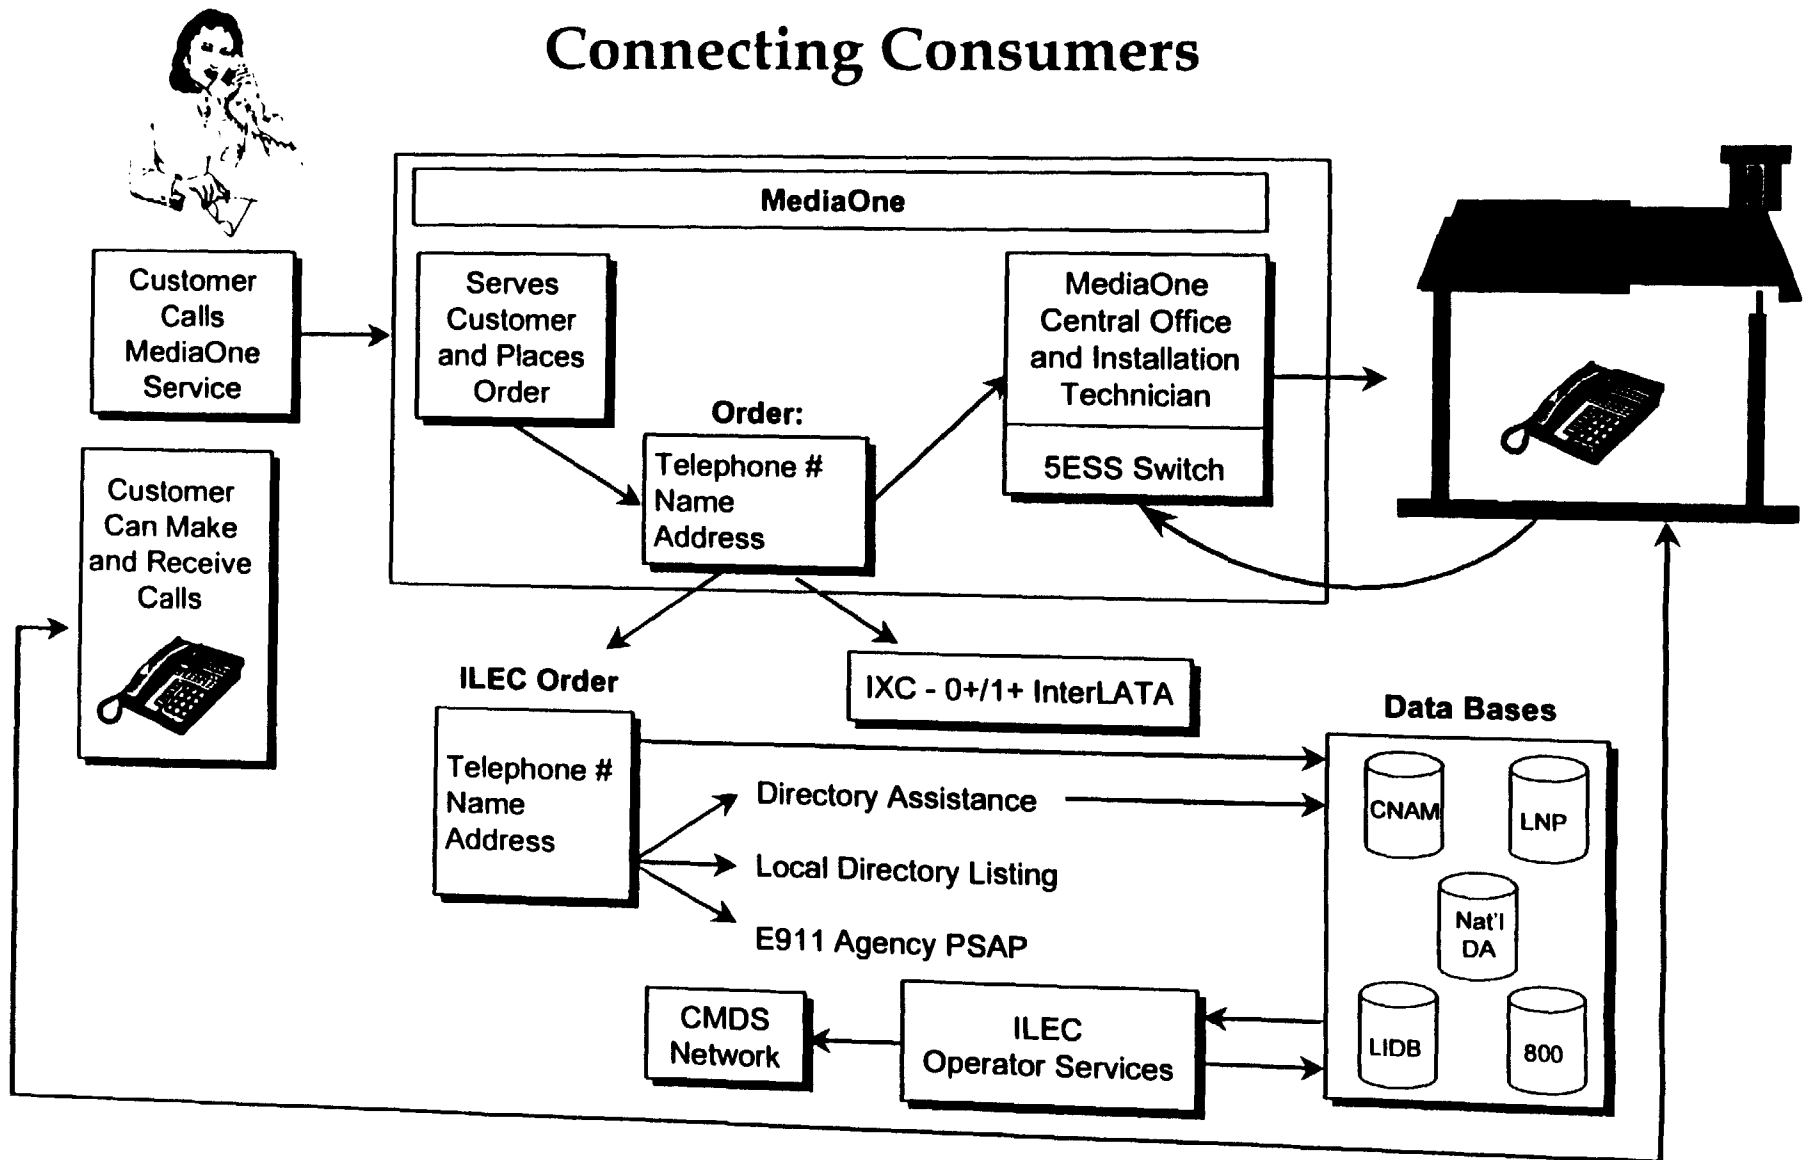 Connecting Consumers
MediaOne
Customer
Calls
MediaOne
Service
Serves
Customer
and Places
Order
MediaOne
Central Office
and Installation
Technician
5ESS Switch
Order:
Telephone #
Name
Address
Customer
Can Make
and Receive
Calls
ILEC Order
Telephone #
Name
Address
IXC - 0+/1+ InterLATA
Directory Assistance
Local Directory Listing
E911 Agency PSAP
Data Bases
CNAM
LNP
Nat'l
DA
LIDB
800
CMDS
Network
ILEC
Operator Services